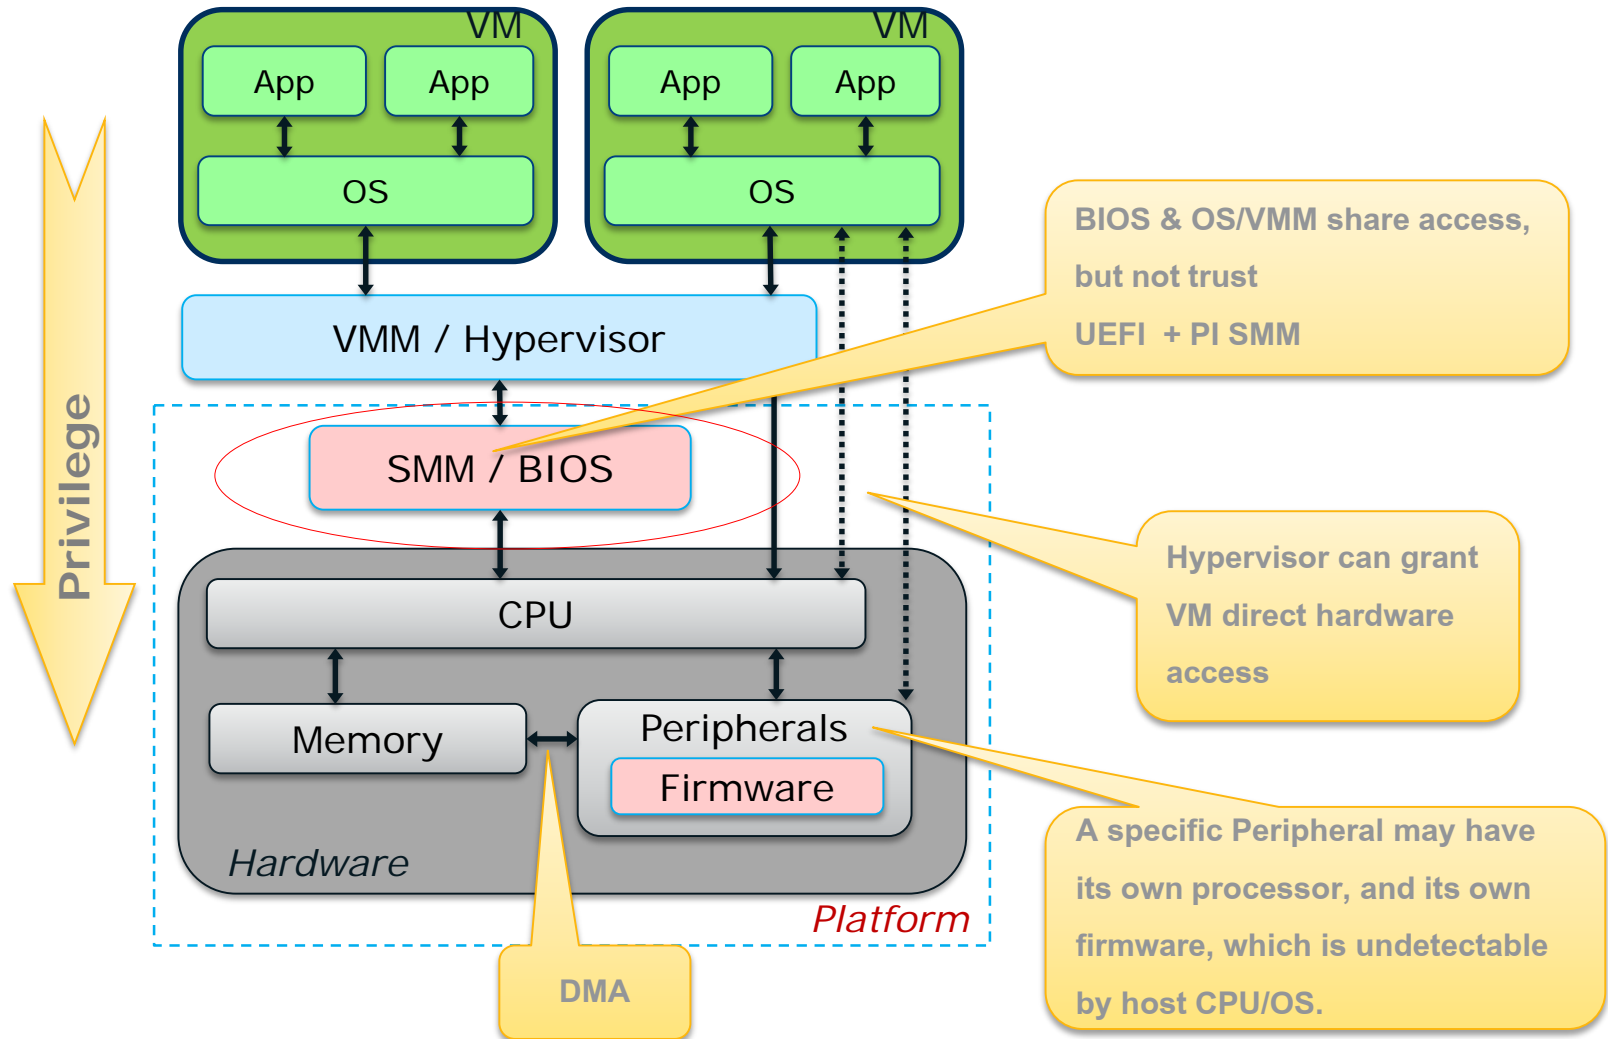 VM
VM
App
App
App
App
OS
OS
VMM / Hypervisor
Privilege
SMM / BIOS
BIOS & OS/VMM share access,
but not trust
UEFI + PI SMM
Hypervisor can grant
VM direct hardware
access
CPU
Memory
Peripherals
Firmware
Hardware
Platform
DMA
A specific Peripheral may have
its own processor, and its own
firmware, which is undetectable
by host CPU/OS.